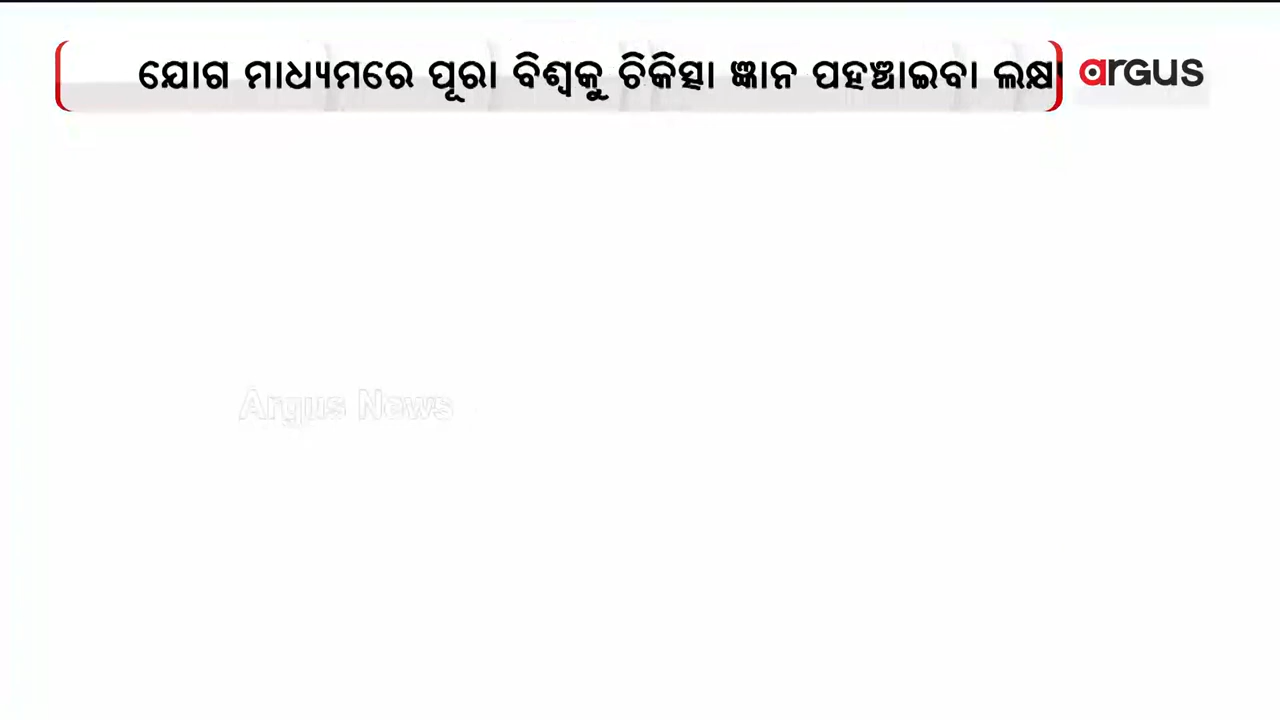 ଯୋଗ ମାଧ୍ୟମରେ ପୂରା ବିଶ୍ୱକୁ ଚିକିତ୍ସା ଜ୍ଞାନ ପହଞ୍ଚାଇବା ଲକ୍ଷ
argus
Argus News